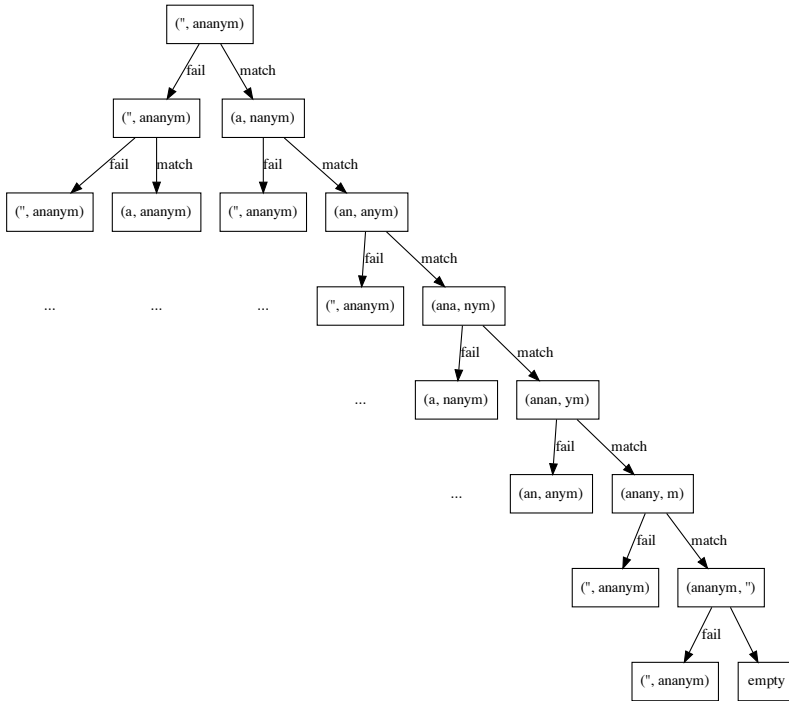 ('', ananym)
fail
match
('', ananym)
(a, nanym)
fail
match
fail
match
('', ananym)
(a, ananym)
('', ananym)
(an, anym)
fail
match
...
...
...
('', ananym)
(ana, nym)
fail
match
...
(a, nanym)
(anan, ym)
fail
match
...
(an, anym)
(anany, m)
fail
match
('', ananym)
(ananym, '')
fail
('', ananym)
empty